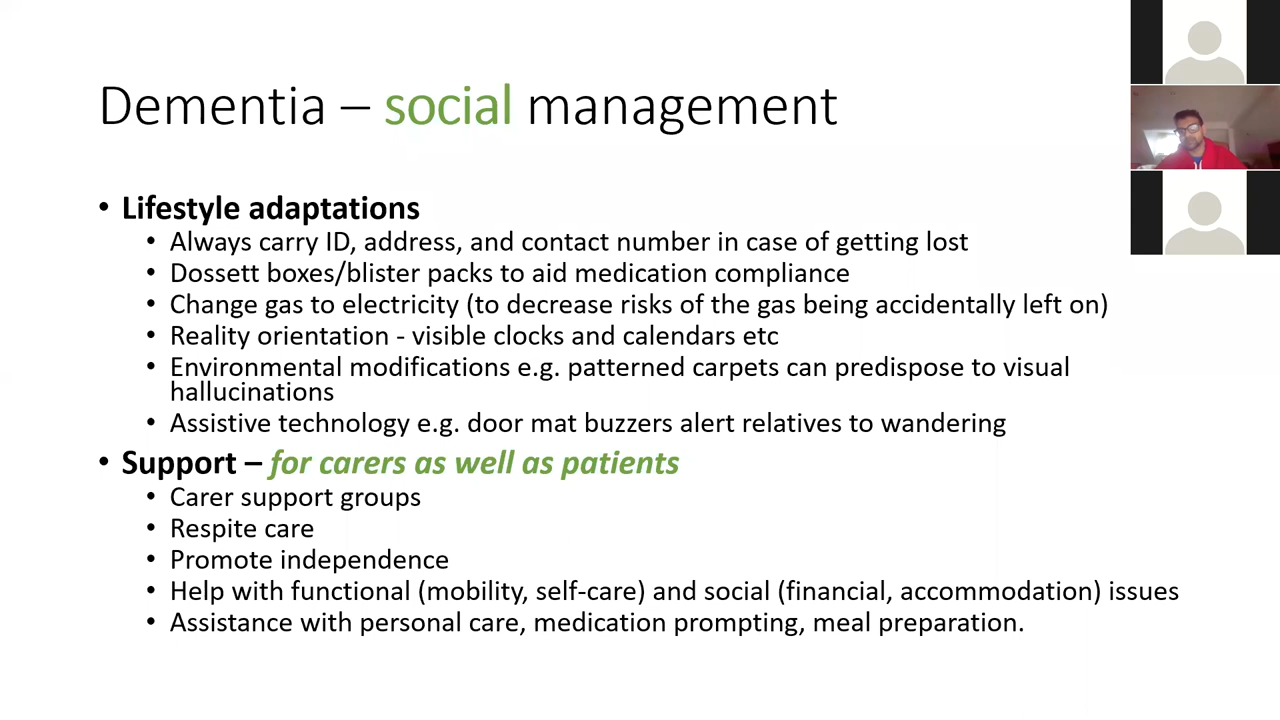 Dementia – social management
• Lifestyle adaptations
• Always carry ID, address, and contact number in case of getting lost
• Dossett boxes/blister packs to aid medication compliance
• Change gas to electricity (to decrease risks of the gas being accidentally left on)
• Reality orientation - visible clocks and calendars etc
• Environmental modifications e.g. patterned carpets can predispose to visual
hallucinations
• Assistive technology e.g. door mat buzzers alert relatives to wandering
• Support – for carers as well as patients
• Carer support groups
• Respite care
• Promote independence
• Help with functional (mobility, self-care) and social (financial, accommodation) issues
• Assistance with personal care, medication prompting, meal preparation.